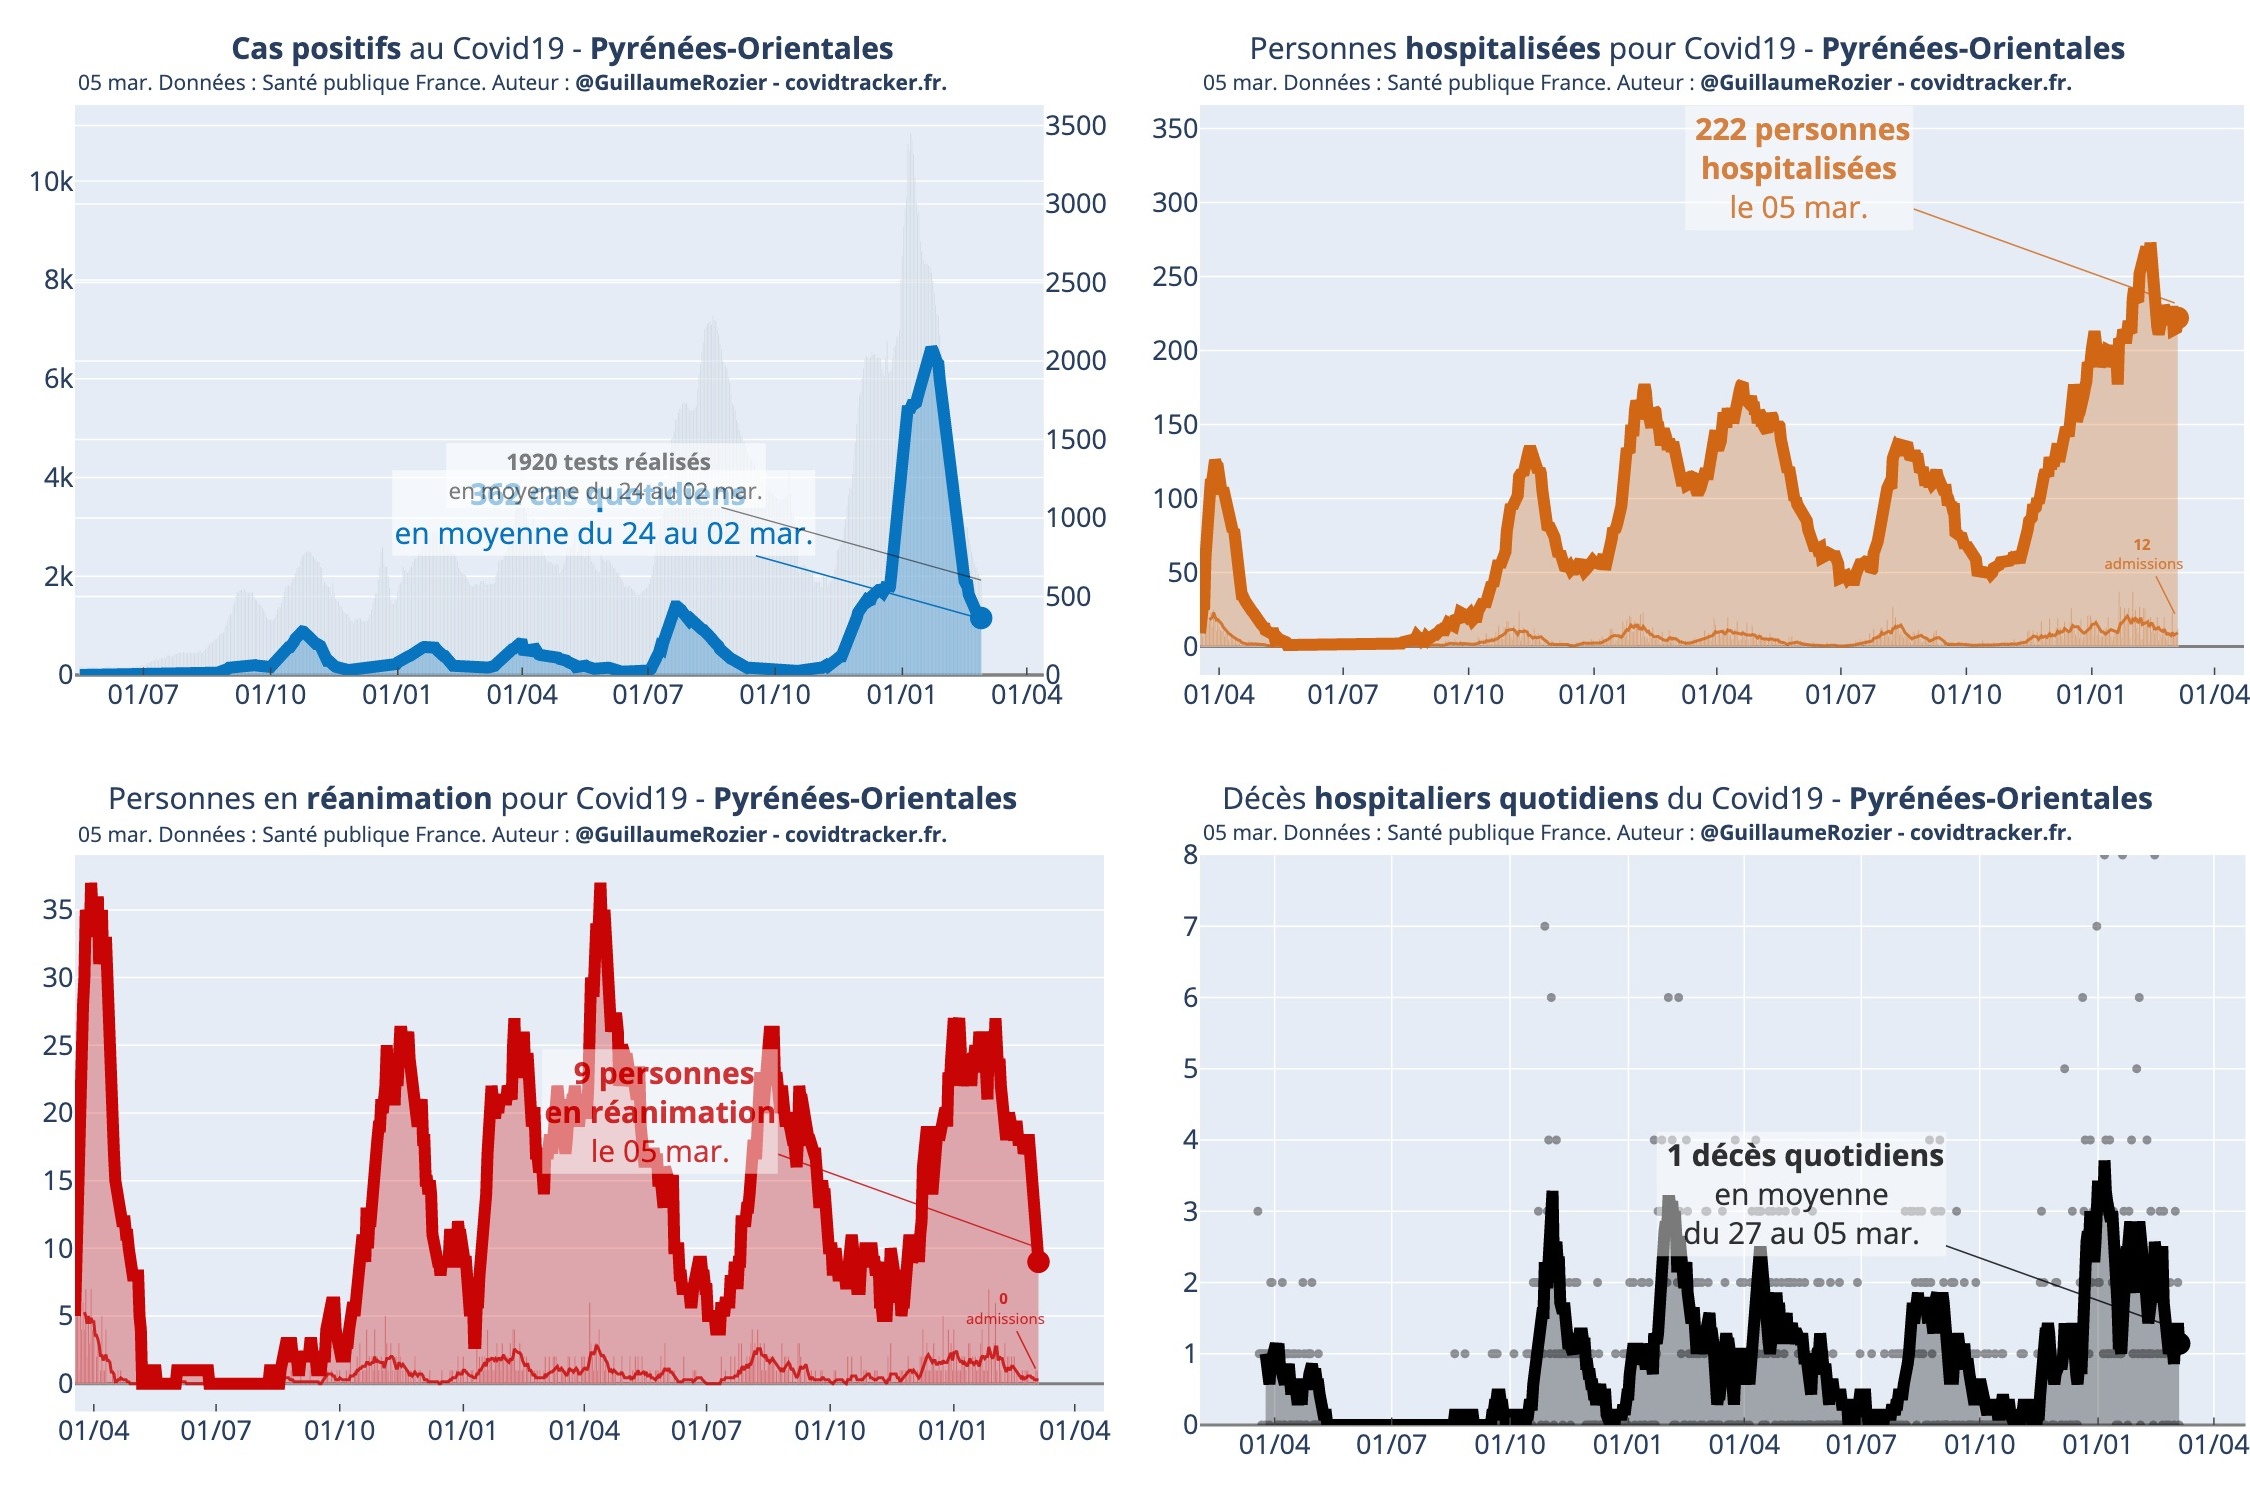 Cas positifs au Covid19 - Pyrénées-Orientales
05 mar. Données : Santé publique France. Auteur : @GuillaumeRozier - covidtracker.fr.
10k
8k
6k
4k
2k
0
3500
3000
2500
2000
1500
1000
500
0
1920 tests réalisés
en moyenne du 24 au 02 mar.
362 cas quotidiens
en moyenne du 24 au 02 mar.
01/07 01/10 01/01 01/04 01/07 01/10 01/01 01/04
Personnes hospitalisées pour Covid19 - Pyrénées-Orientales
05 mar. Données : Santé publique France. Auteur : @GuillaumeRozier - covidtracker.fr.
350
300
250
200
150
100
50
0
222 personnes
hospitalisées
le 05 mar.
12
admissions
01/04 01/07 01/10 01/01 01/04 01/07 01/10 01/01 01/04
Personnes en réanimation pour Covid19 - Pyrénées-Orientales
05 mar. Données : Santé publique France. Auteur : @GuillaumeRozier - covidtracker.fr.
35
30
25
20
15
10
5
0
9 personnes
en réanimation
le 05 mar.
0
admissions
01/04 01/07 01/10 01/01 01/04 01/07 01/10 01/01 01/04
Décès hospitaliers quotidiens du Covid19 - Pyrénées-Orientales
05 mar. Données : Santé publique France. Auteur : @GuillaumeRozier - covidtracker.fr.
8
7
6
5
4
3
2
1
0
1 décès quotidiens
en moyenne
du 27 au 05 mar.
01/04 01/07 01/10 01/01 01/04 01/07 01/10 01/01 01/04